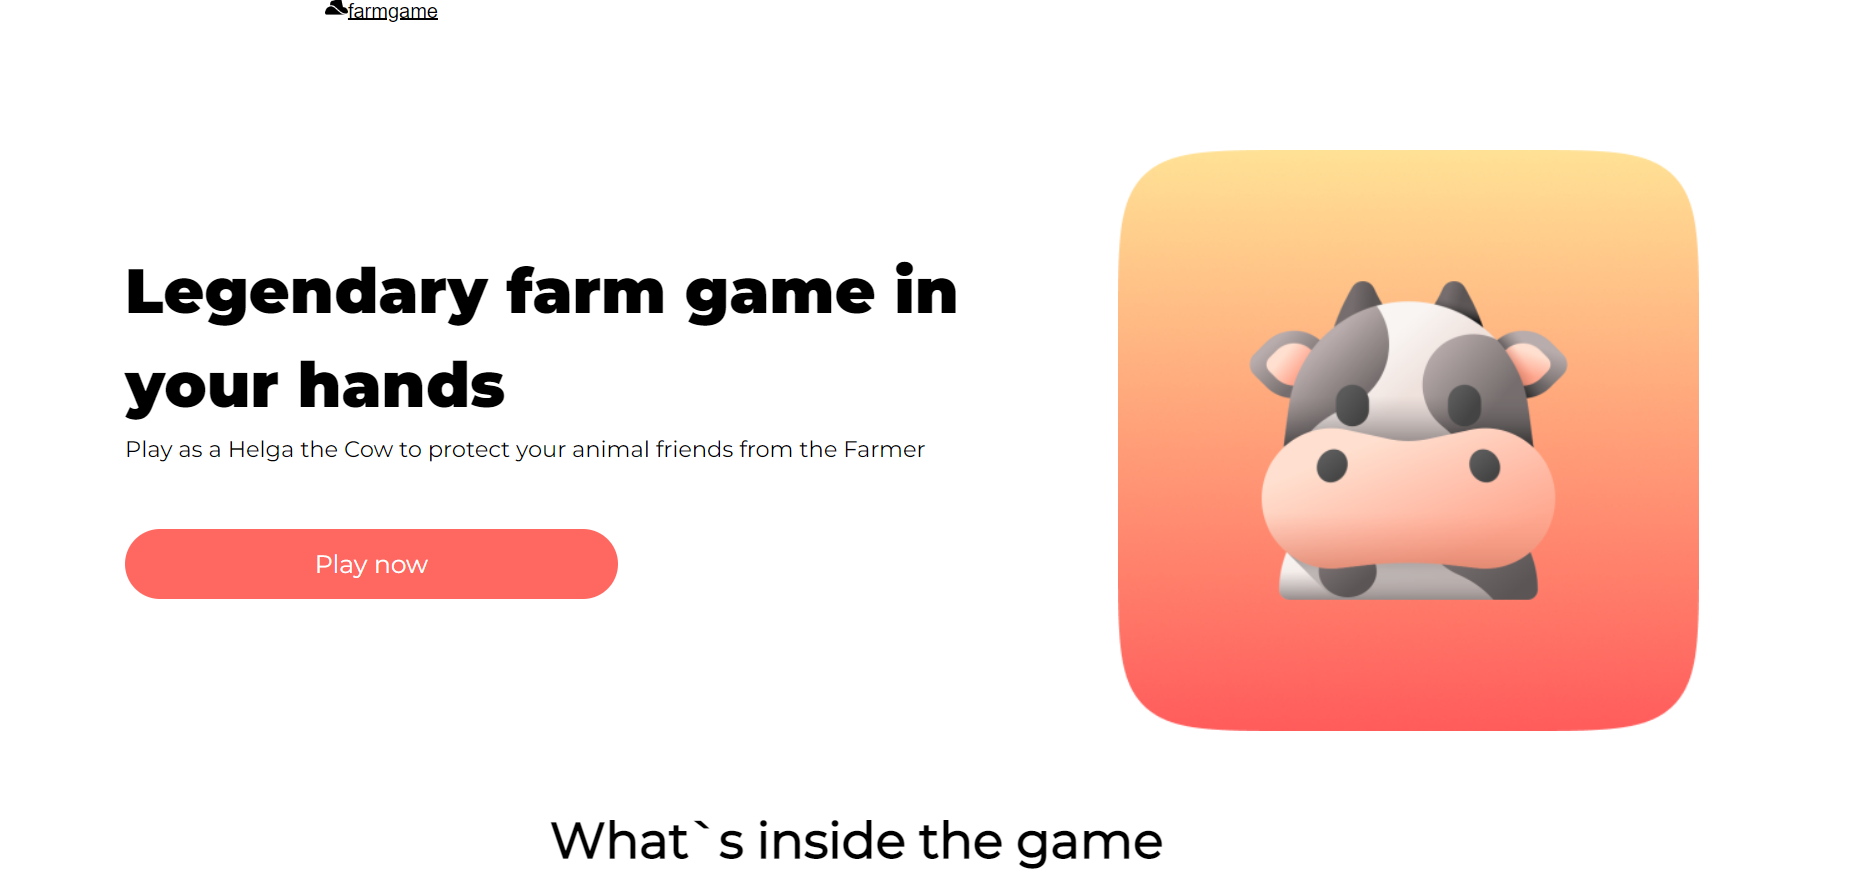 farmgame
Legendary farm game in
your hands
Play as a Helga the Cow to protect your animal friends from the Farmer
Play now
What`s inside the game